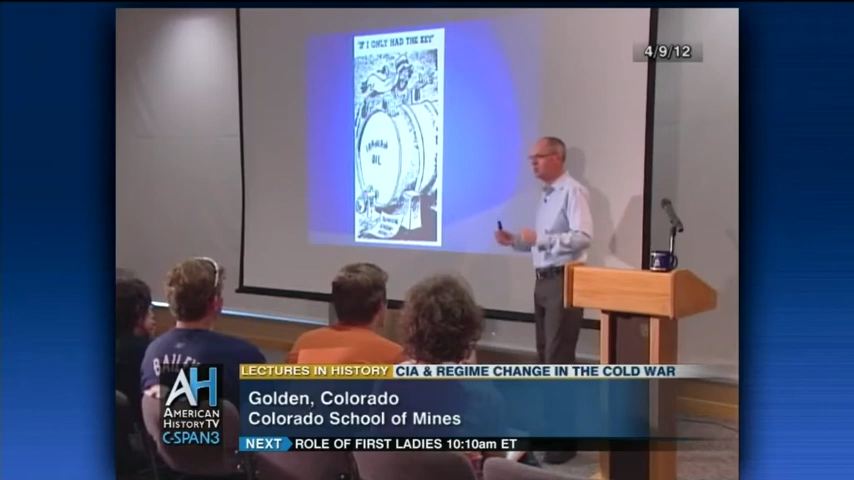 "IF I ONLY HAD THE KEY"
4/9/12
IRANIAN
OIL
BAILEY
LECTURES IN HISTORY
CIA & REGIME CHANGE IN THE COLD WAR
Golden, Colorado
Colorado School of Mines
AH
AMERICAN
HISTORY TV
C-SPAN3
NEXT
ROLE OF FIRST LADIES 10:10am ET